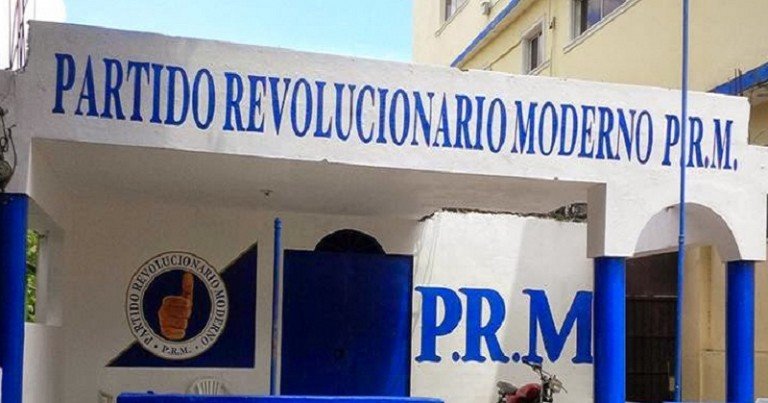 PARTIDO REVOLUCIONARIO MODERNO P.R.M.
PARTIDO REVOLUCIONARIO MODERNO
• P.R.M. •
P.R.M